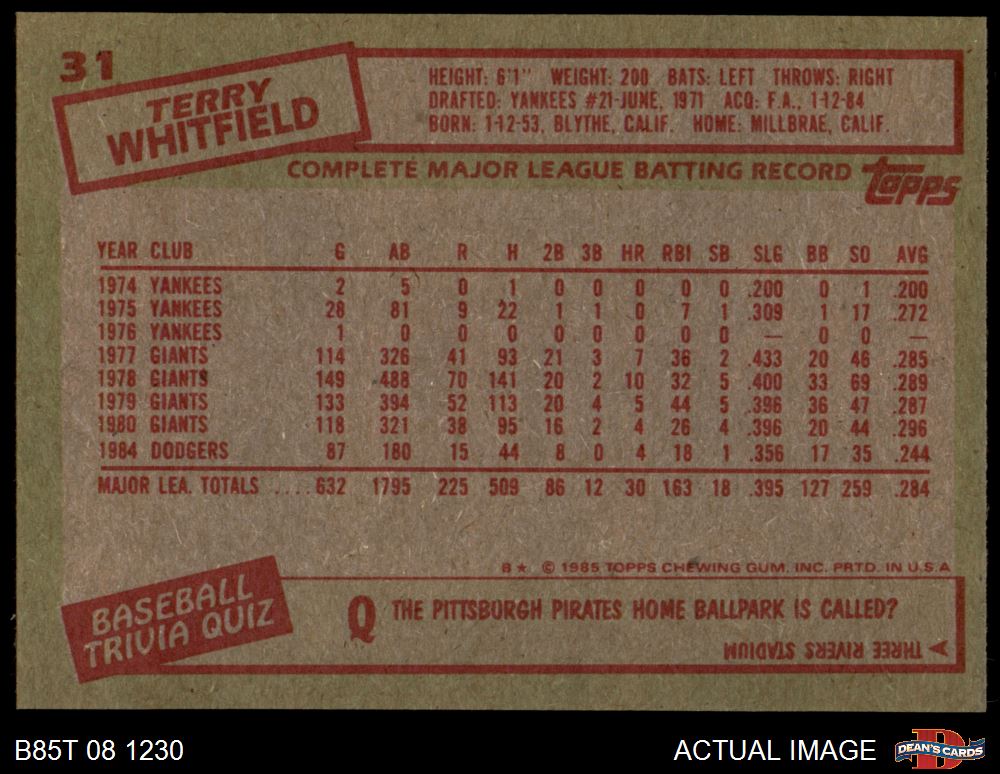 31
TERRY
WHITFIELD
HEIGHT: 6'1" WEIGHT: 200 BATS: LEFT THROWS: RIGHT
DRAFTED: YANKEES #21-JUNE, 1971 ACQ: F.A., 1-12-84
BORN: 1-12-53, BLYTHE, CALIF. HOME: MILLBRAE, CALIF.
COMPLETE MAJOR LEAGUE BATTING RECORD
topps
YEAR CLUB G AB R H 2B 3B HR RBI SB SLG BB SO AVG
1974 YANKEES 2 5 0 1 0 0 0 0 0 .200 0 1 .200
1975 YANKEES 28 81 9 22 1 1 0 7 1 .309 1 17 .272
1976 YANKEES 1 0 0 0 0 0 0 0 0 — 0 0 —
1977 GIANTS 114 326 41 93 21 3 7 36 2 .433 20 46 .285
1978 GIANTS 149 488 70 141 20 2 10 32 5 .400 33 69 .289
1979 GIANTS 133 394 52 113 20 4 5 44 5 .396 36 47 .287
1980 GIANTS 118 321 38 95 16 2 4 26 4 .396 20 44 .296
1984 DODGERS 87 180 15 44 8 0 4 18 1 .356 17 35 .244
MAJOR LEA. TOTALS .... 632 1795 225 509 86 12 30 163 18 .395 127 259 .284
B★. © 1985 TOPPS CHEWING GUM, INC. PRTD. IN U.S.A
BASEBALL
TRIVIA QUIZ
Q THE PITTSBURGH PIRATES HOME BALLPARK IS CALLED?
A THREE RIVERS STADIUM
B85T 08 1230
ACTUAL IMAGE
D
DEAN'S CARDS